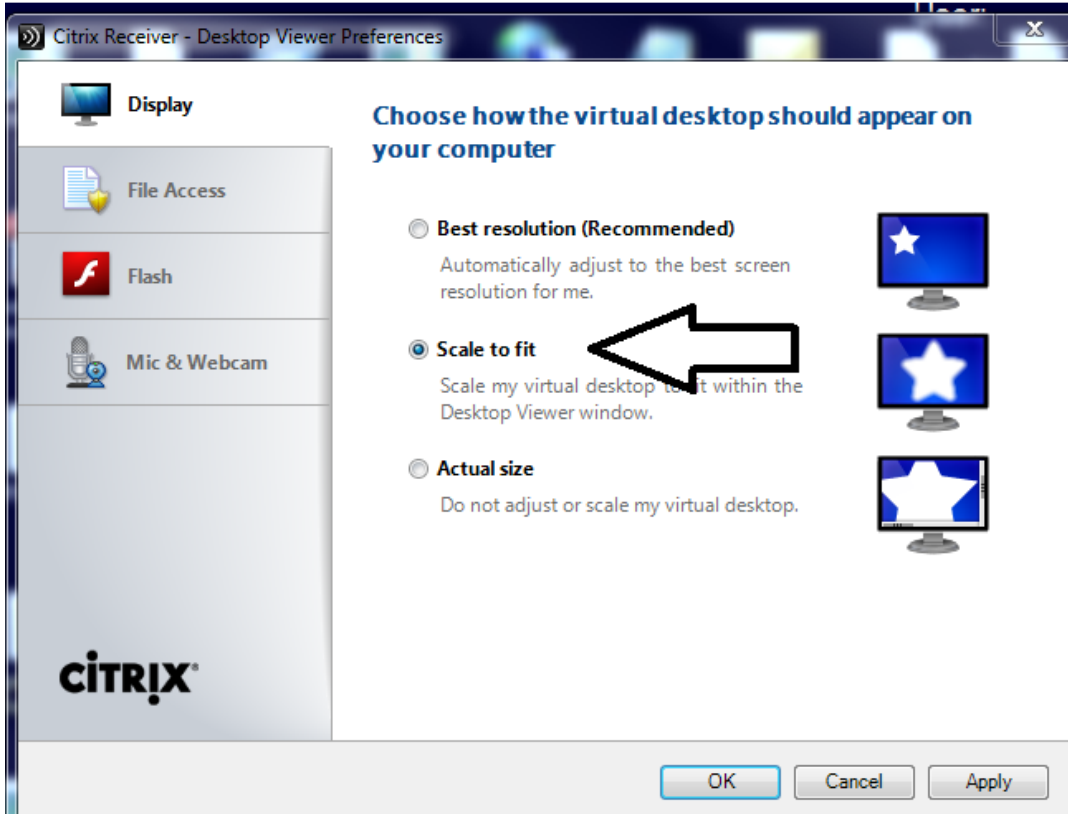 Citrix Receiver - Desktop Viewer Preferences
Display
File Access
Flash
Mic & Webcam
Choose how the virtual desktop should appear on
your computer
Best resolution (Recommended)
Automatically adjust to the best screen
resolution for me.
Scale to fit
Scale my virtual desktop to fit within the
Desktop Viewer window.
Actual size
Do not adjust or scale my virtual desktop.
CiTRIX
OK
Cancel
Apply